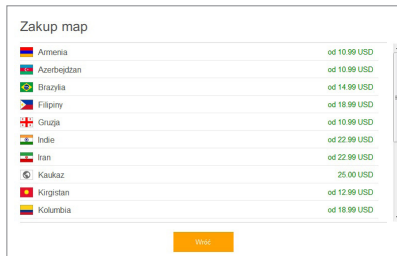 Zakup map
Armenia od 10.99 USD
Azerbejdżan od 10.99 USD
Brazylia od 14.99 USD
Filipiny od 18.99 USD
Gruzja od 10.99 USD
Indie od 22.99 USD
Iran od 22.99 USD
Kaukaz 25.00 USD
Kirgistan od 12.99 USD
Kolumbia od 18.99 USD
Wróć